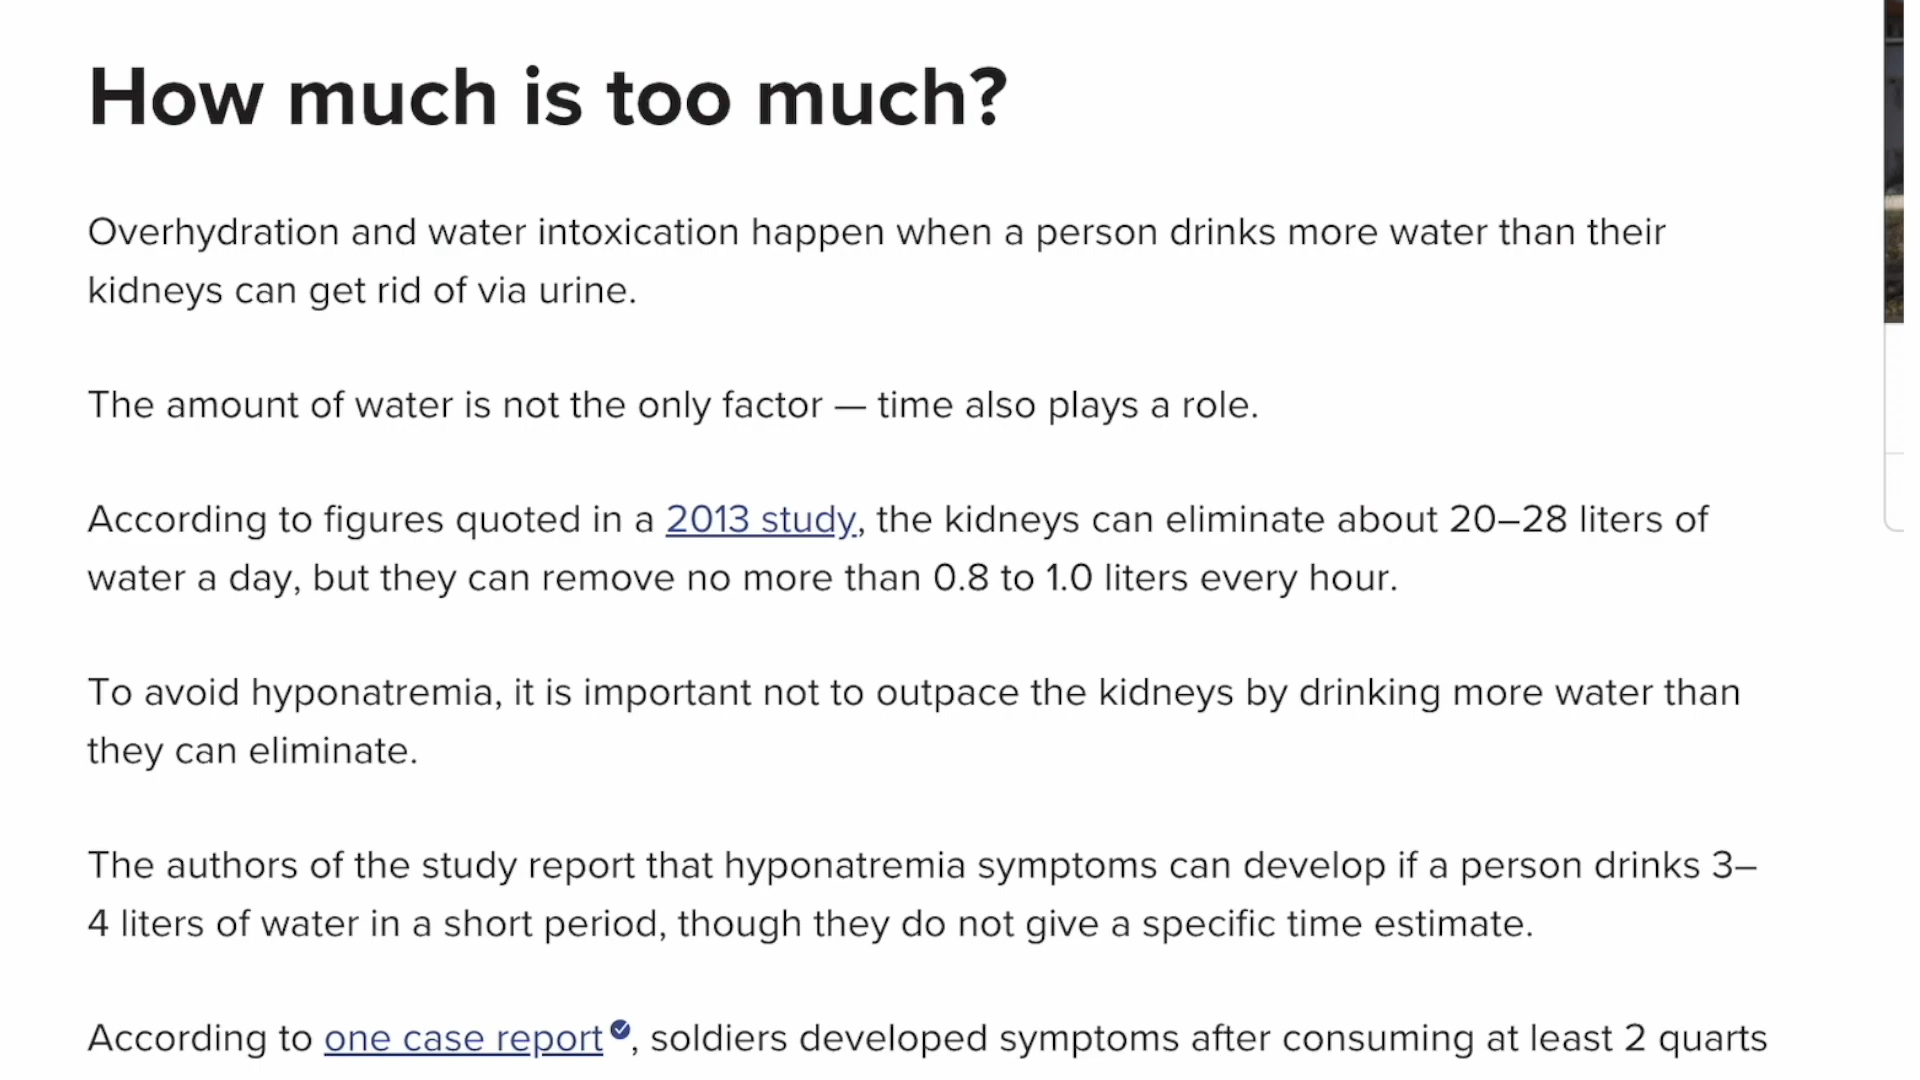 How much is too much?
Overhydration and water intoxication happen when a person drinks more water than their
kidneys can get rid of via urine.
The amount of water is not the only factor — time also plays a role.
According to figures quoted in a 2013 study, the kidneys can eliminate about 20–28 liters of
water a day, but they can remove no more than 0.8 to 1.0 liters every hour.
To avoid hyponatremia, it is important not to outpace the kidneys by drinking more water than
they can eliminate.
The authors of the study report that hyponatremia symptoms can develop if a person drinks 3–
4 liters of water in a short period, though they do not give a specific time estimate.
According to one case report, soldiers developed symptoms after consuming at least 2 quarts